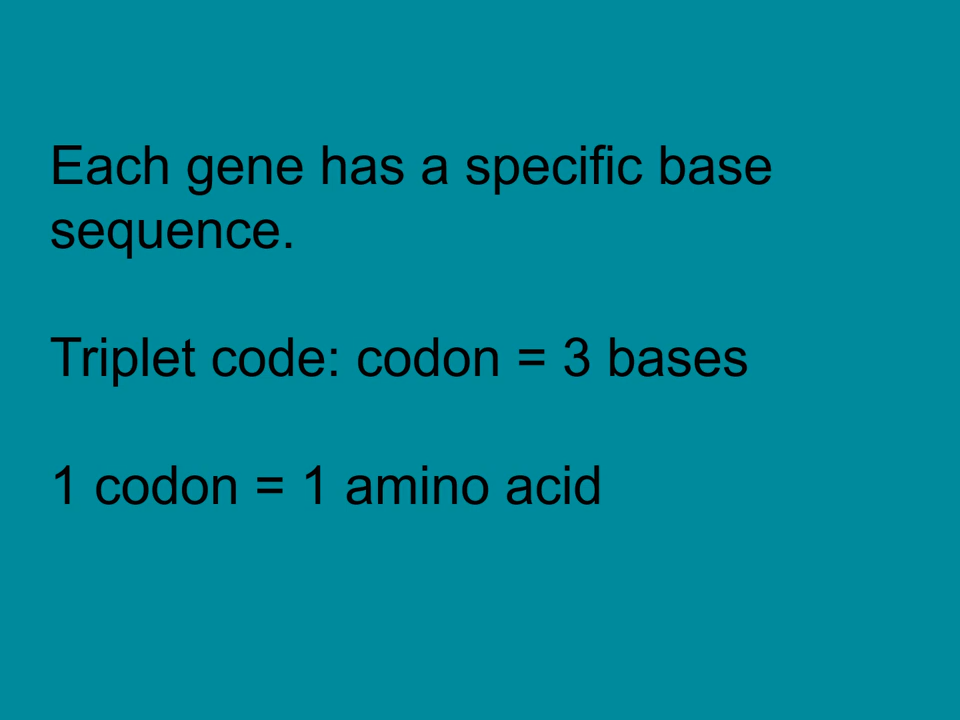 Each gene has a specific base
sequence.
Triplet code: codon = 3 bases
1 codon = 1 amino acid